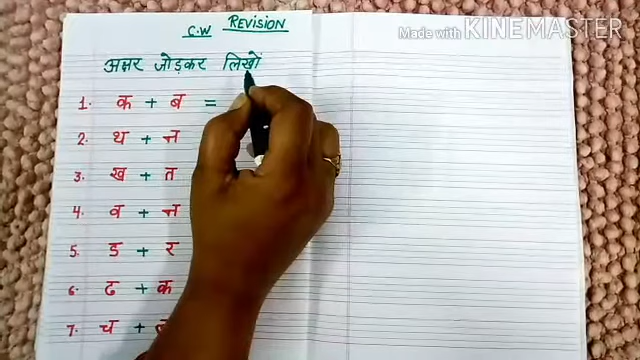 C.W REVISION
Made with KINEMASTER
अक्षर जोड़कर लिखों
1. क + ब =
2. थ + न
3. ख + त
4. व + न
5. ड + र
6. ढ + क
7. च +